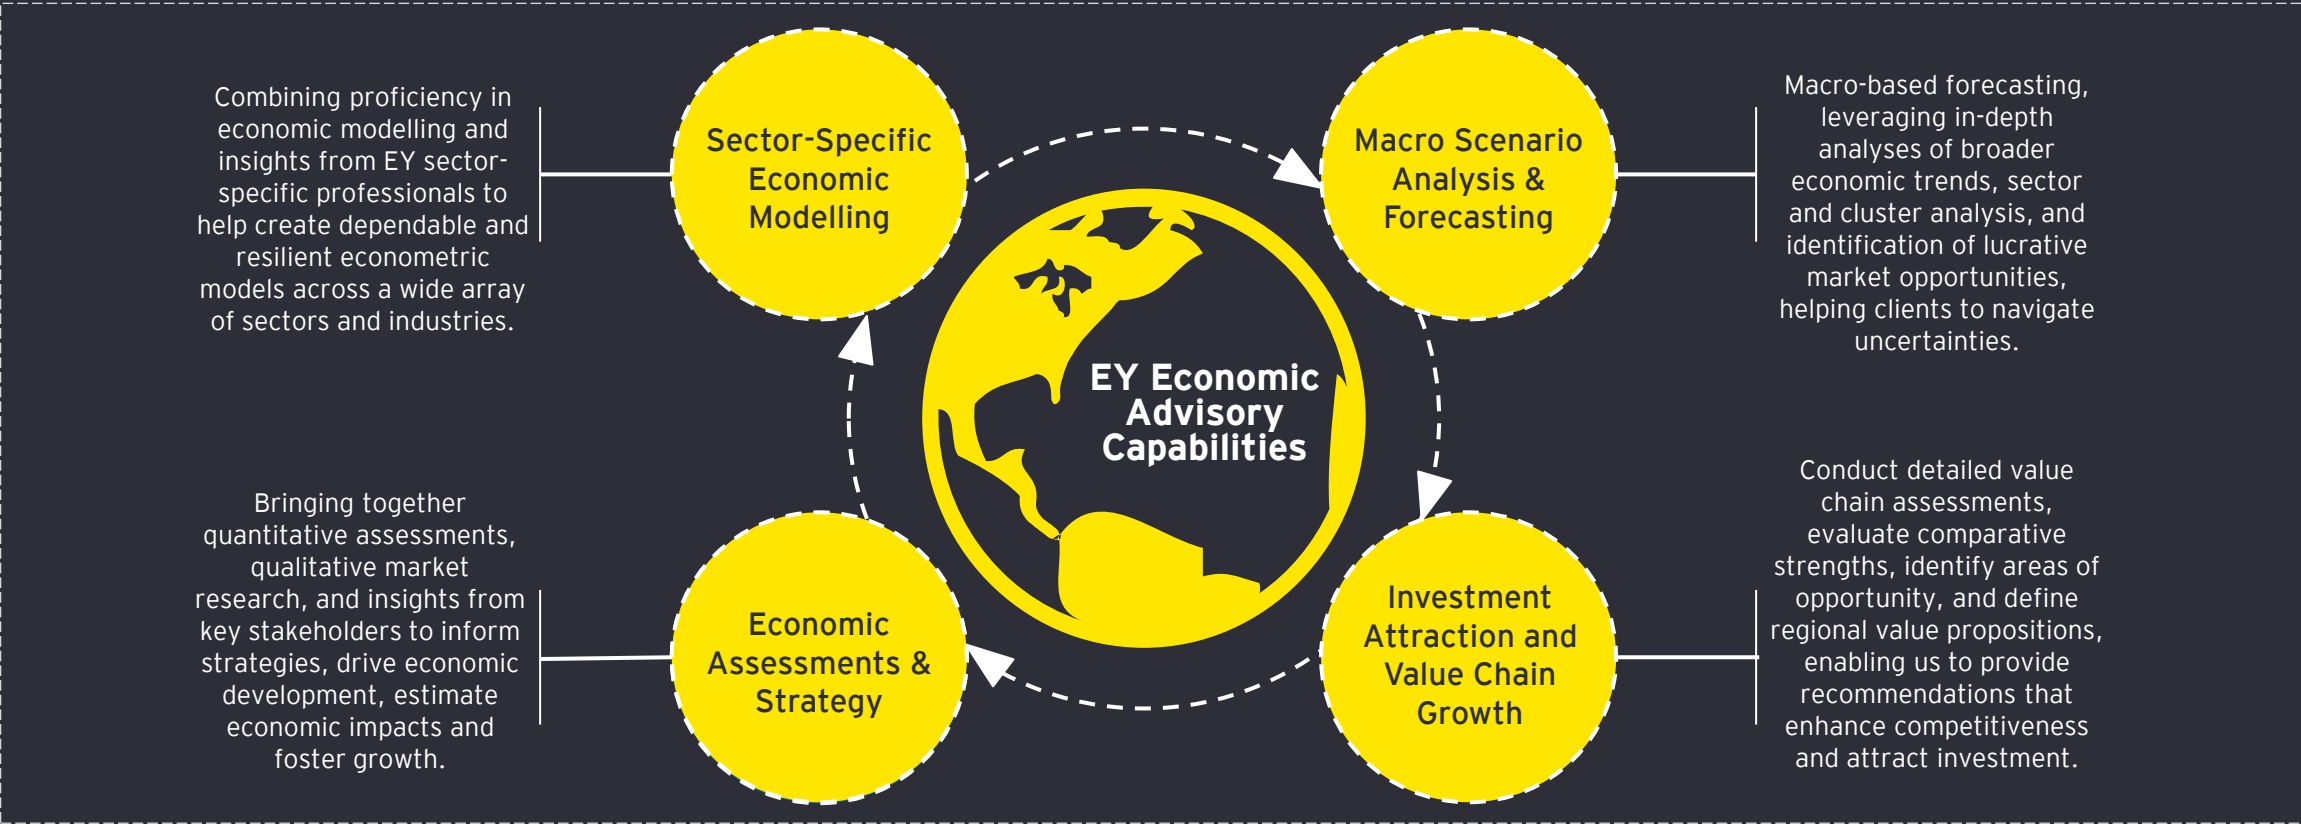 Combining proficiency in
economic modelling and
insights from EY sector-
specific professionals to
help create dependable and
resilient econometric
models across a wide array
of sectors and industries.
Sector-Specific
Economic
Modelling
Macro Scenario
Analysis &
Forecasting
Macro-based forecasting,
leveraging in-depth
analyses of broader
economic trends, sector
and cluster analysis, and
identification of lucrative
market opportunities,
helping clients to navigate
uncertainties.
EY Economic
Advisory
Capabilities
Bringing together
quantitative assessments,
qualitative market
research, and insights from
key stakeholders to inform
strategies, drive economic
development, estimate
economic impacts and
foster growth.
Economic
Assessments &
Strategy
Investment
Attraction and
Value Chain
Growth
Conduct detailed value
chain assessments,
evaluate comparative
strengths, identify areas of
opportunity, and define
regional value propositions,
enabling us to provide
recommendations that
enhance competitiveness
and attract investment.